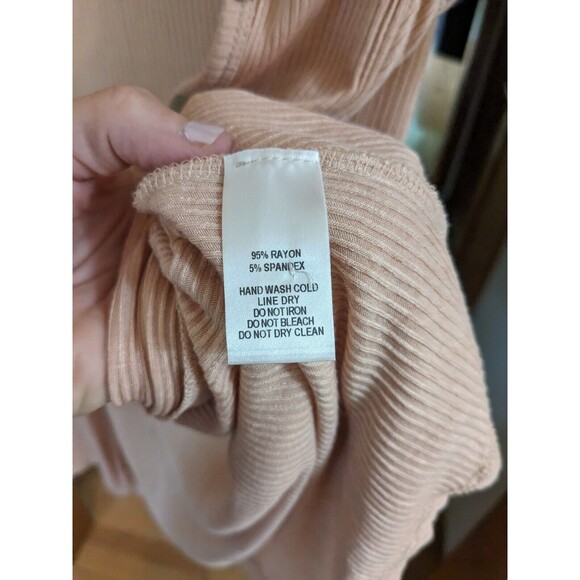 95% RAYON
5% SPANDEX
HAND WASH COLD
LINE DRY
DO NOT IRON
DO NOT BLEACH
DO NOT DRY CLEAN